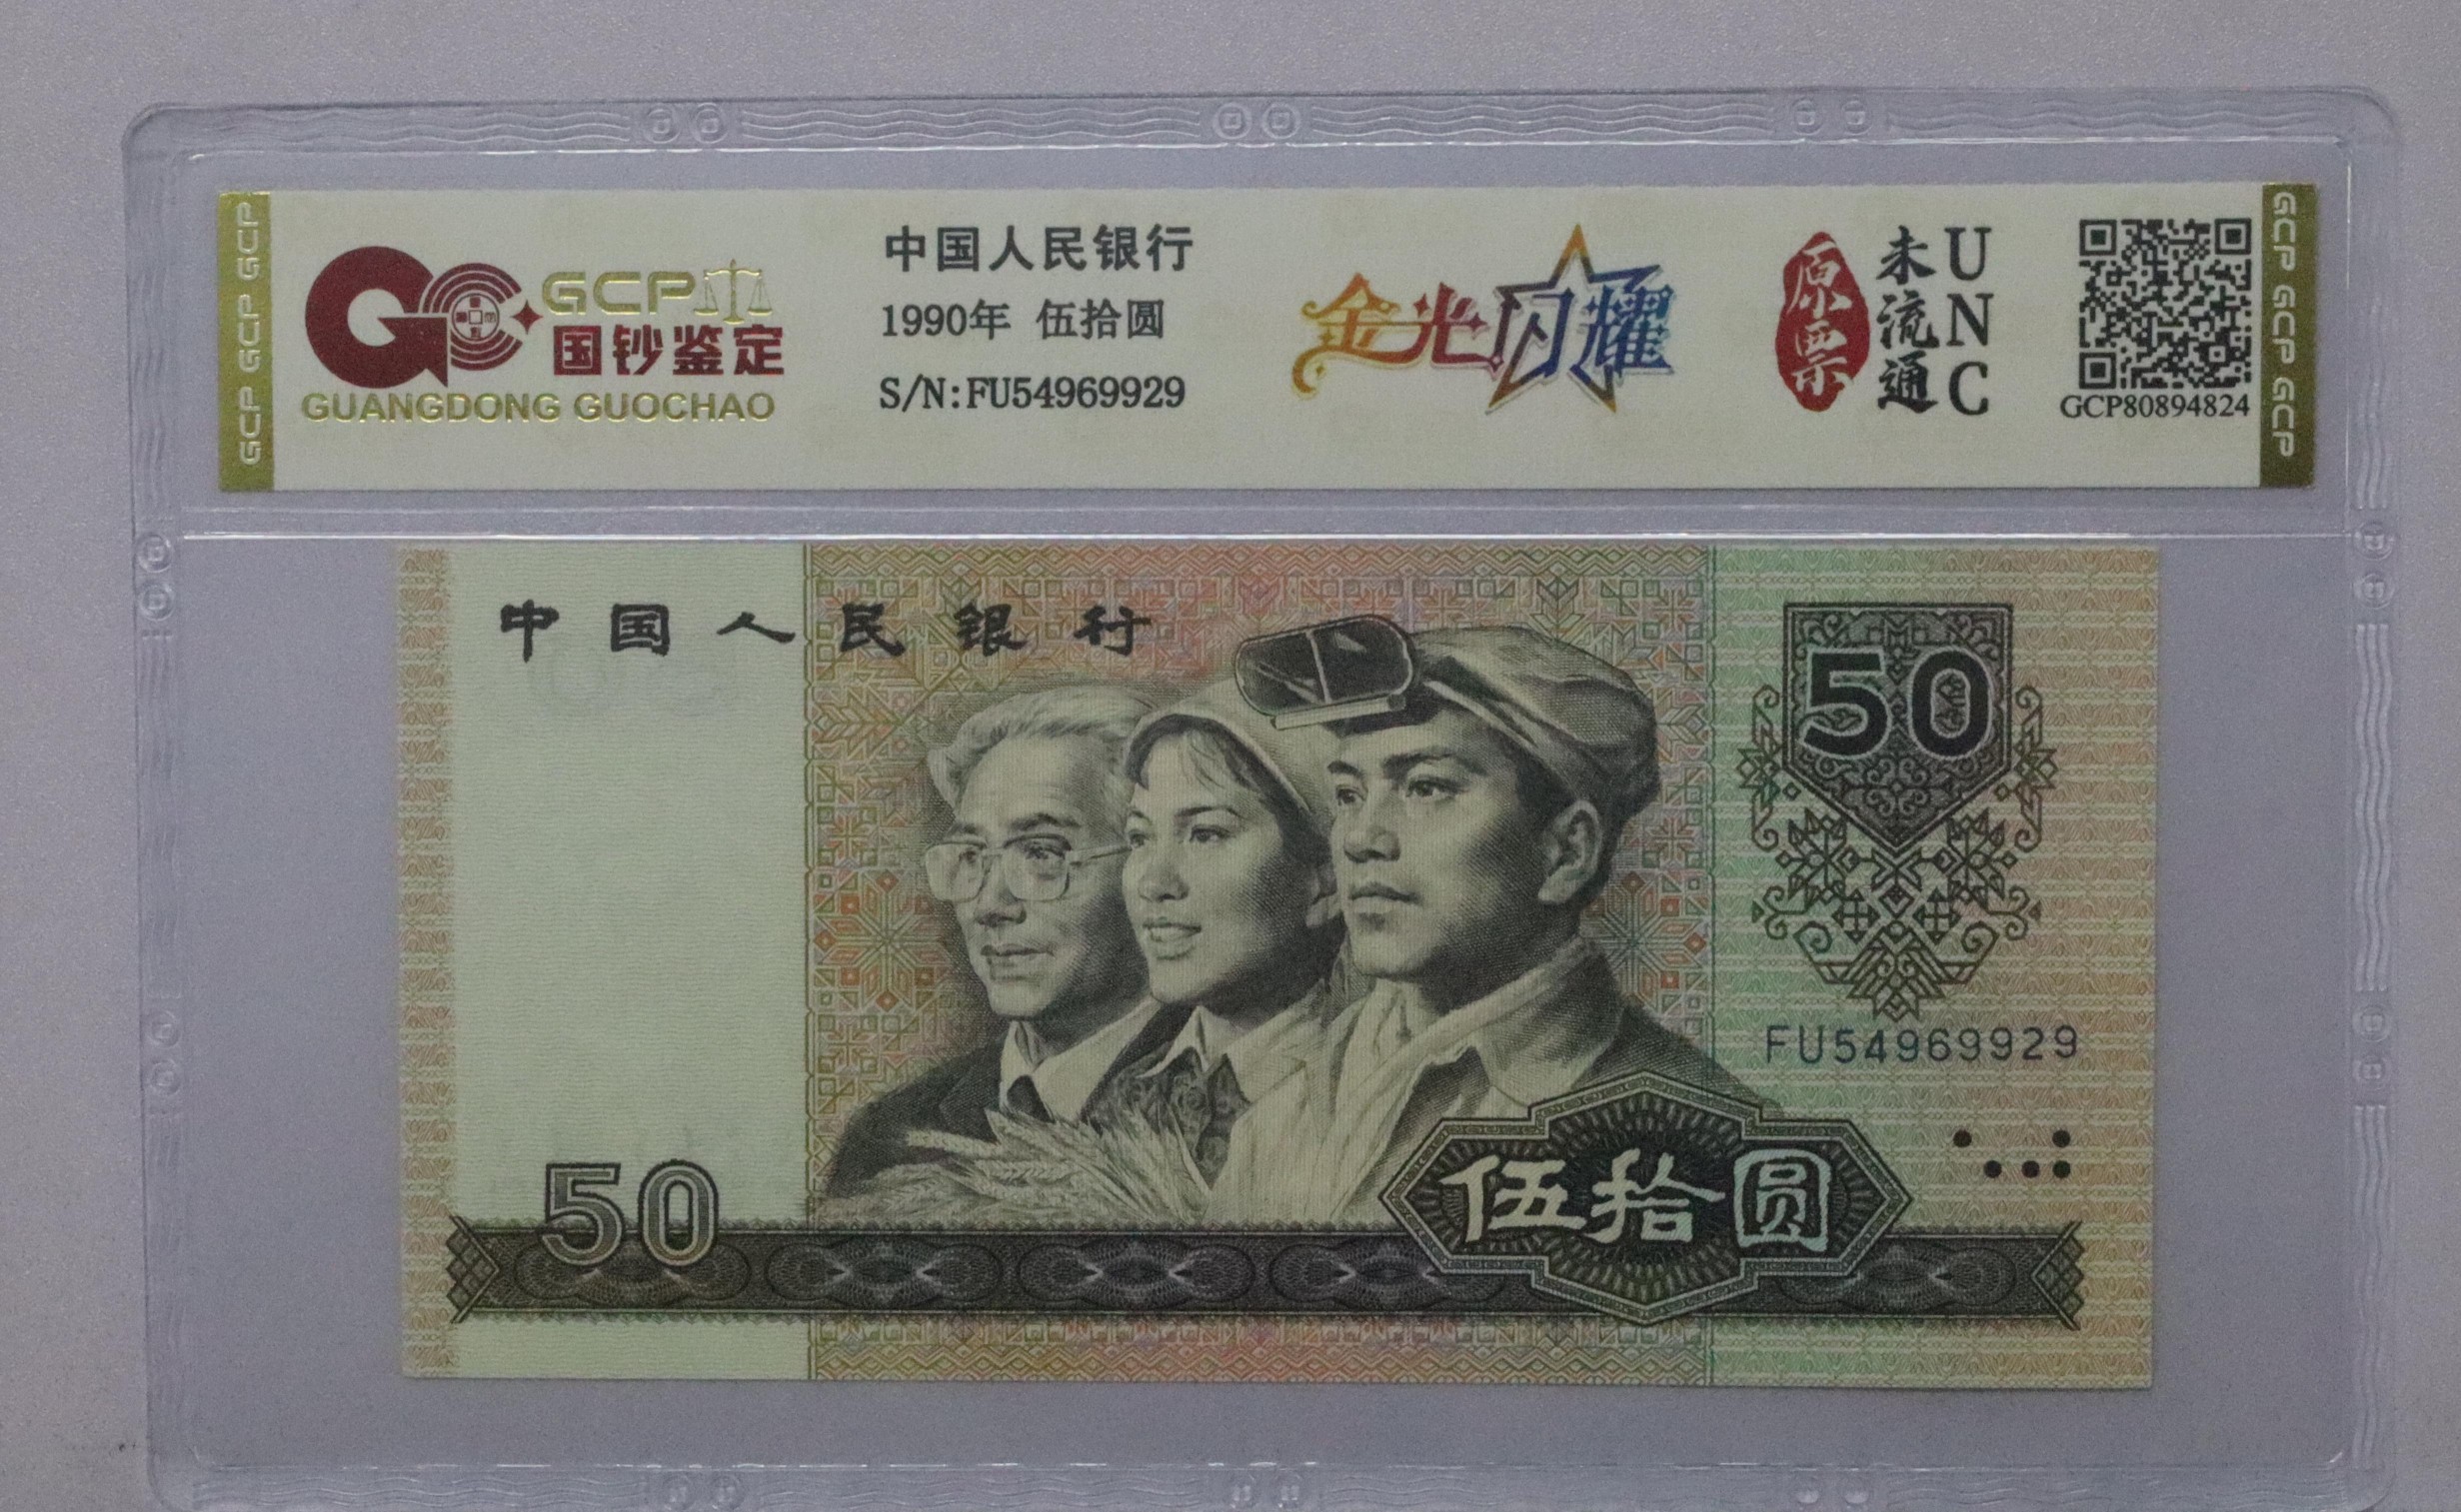 GCP GCP GCP
GCP
国钞鉴定
GUANGDONG GUOCHAO
中国人民银行
1990年 伍拾圆
S/N:FU54969929
金光闪耀
原票
未流通
UNC
GCP80894824
GCP GCP GCP
中国人民银行
50
FU54969929
50
伍拾圆